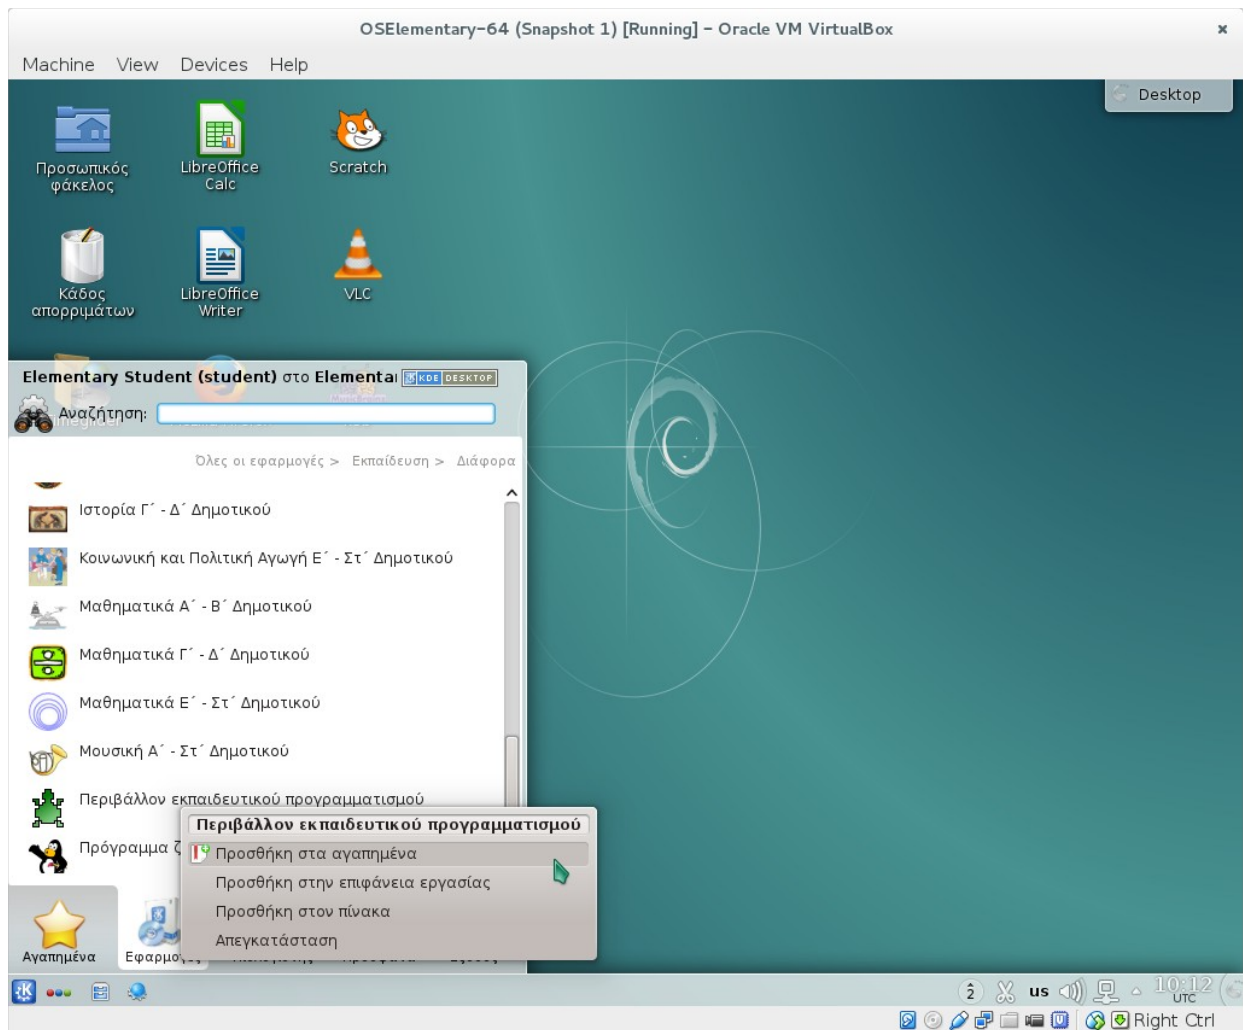 OSElementary-64 (Snapshot 1) [Running] - Oracle VM VirtualBox
Machine View Devices Help
Desktop
Προσωπικός
φάκελος
LibreOffice
Calc
Scratch
Κάδος
απορριμάτων
LibreOffice
Writer
VLC
Elementary Student (student) στο Elementa
KDE DESKTOP
Αναζήτηση:
Όλες οι εφαρμογές > Εκπαίδευση > Διάφορα
Ιστορία Γ´ - Δ´ Δημοτικού
Κοινωνική και Πολιτική Αγωγή Ε´ - Στ´ Δημοτικού
Μαθηματικά Α´ - Β´ Δημοτικού
Μαθηματικά Γ´ - Δ´ Δημοτικού
Μαθηματικά Ε´ - Στ´ Δημοτικού
Μουσική Α´ - Στ´ Δημοτικού
Περιβάλλον εκπαιδευτικού προγραμματισμού
Πρόγραμμα ζ
Περιβάλλον εκπαιδευτικού προγραμματισμού
Προσθήκη στα αγαπημένα
Προσθήκη στην επιφάνεια εργασίας
Προσθήκη στον πίνακα
Απεγκατάσταση
Αγαπημένα
Εφαρμογές
2
us
10:12
UTC
Right Ctrl